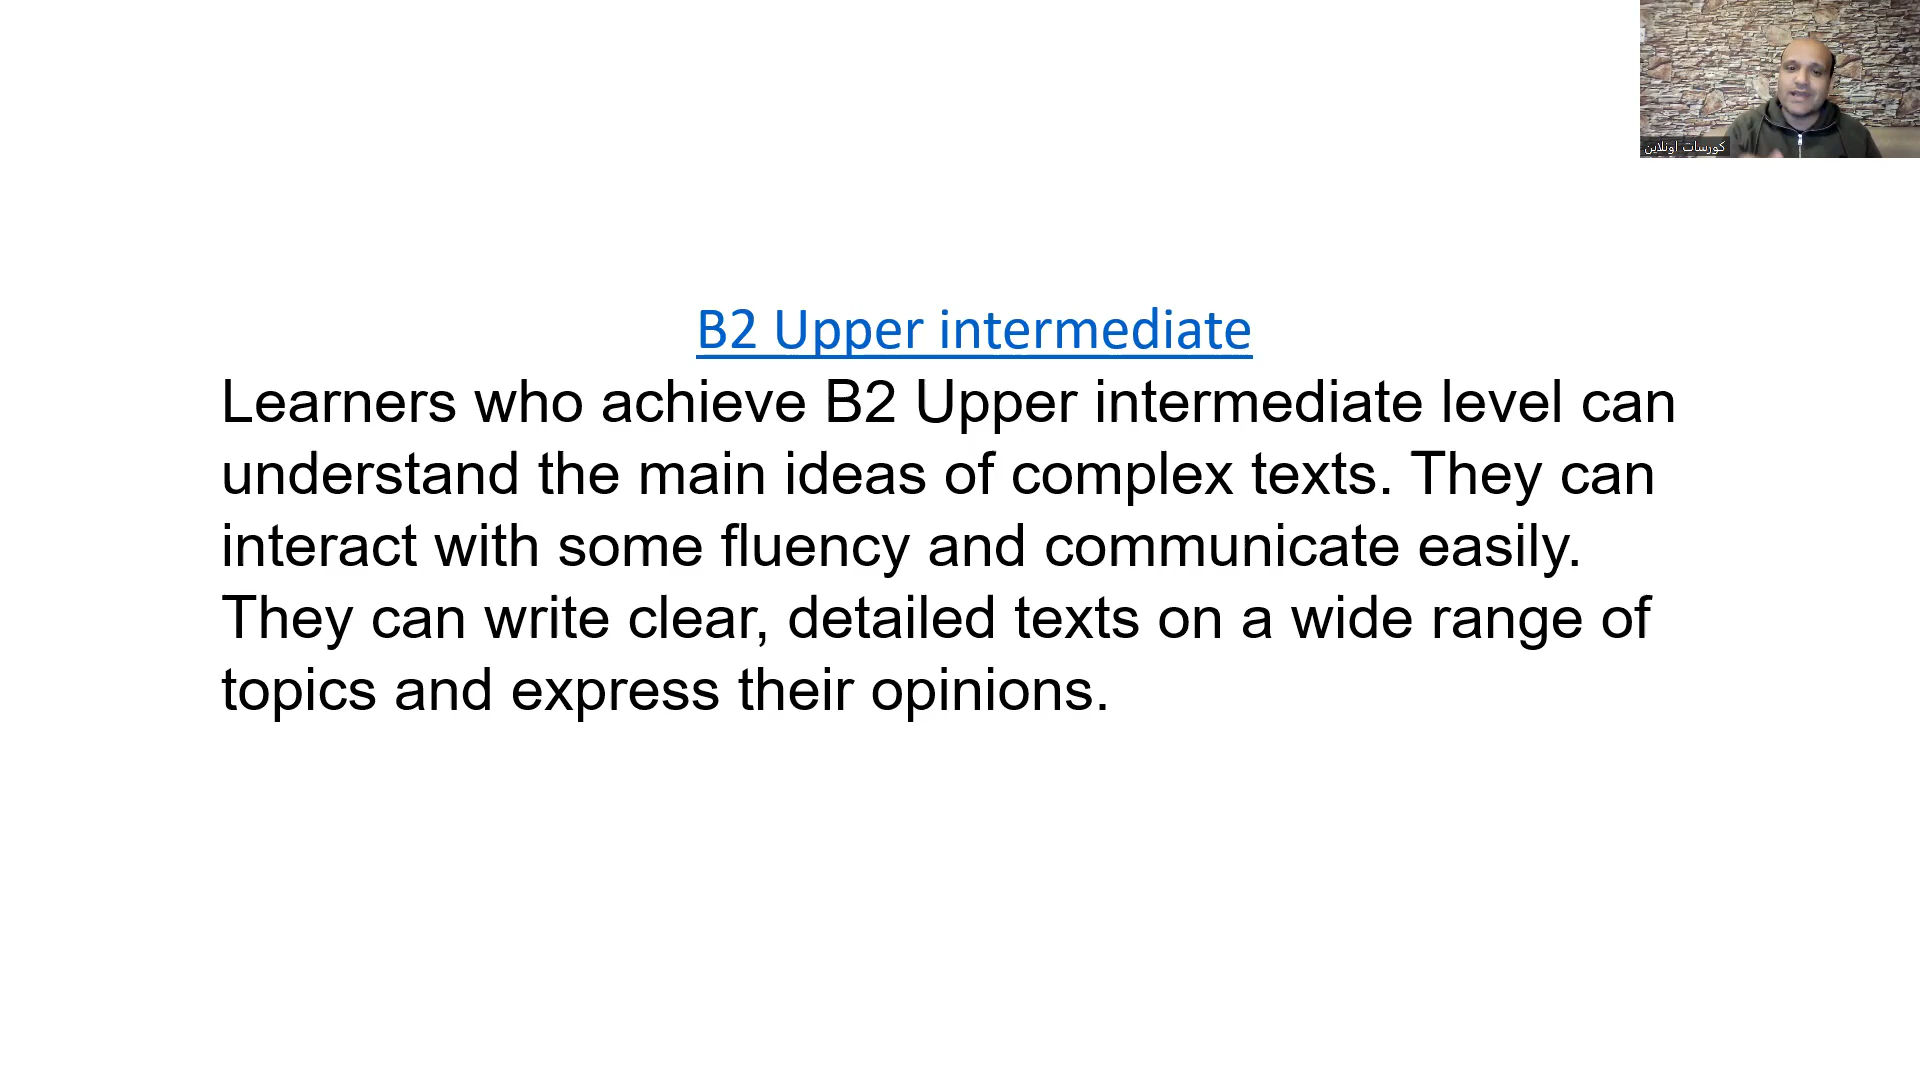 كورسات اونلاين
B2 Upper intermediate
Learners who achieve B2 Upper intermediate level can
understand the main ideas of complex texts. They can
interact with some fluency and communicate easily.
They can write clear, detailed texts on a wide range of
topics and express their opinions.